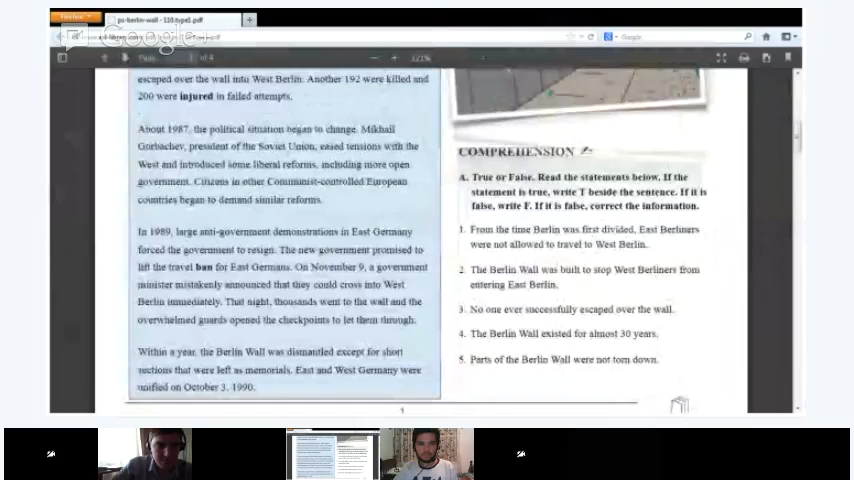 Firefox
ps-berlin-wall - 110.type1.pdf
Google+
Google
of 4
121%
escaped over the wall into West Berlin. Another 192 were killed and
200 were injured in failed attempts.
About 1987, the political situation began to change. Mikhail
Gorbachev, president of the Soviet Union, eased tensions with the
West and introduced some liberal reforms, including more open
government. Citizens in other Communist-controlled European
countries began to demand similar reforms.
In 1989, large anti-government demonstrations in East Germany
forced the government to resign. The new government promised to
lift the travel ban for East Germans. On November 9, a government
minister mistakenly announced that they could cross into West
Berlin immediately. That night, thousands went to the wall and the
overwhelmed guards opened the checkpoints to let them through.
Within a year, the Berlin Wall was dismantled except for short
sections that were left as memorials. East and West Germany were
unified on October 3, 1990.
COMPREHENSION
A. True or False. Read the statements below. If the
statement is true, write T beside the sentence. If it is
false, write F. If it is false, correct the information.
1. From the time Berlin was first divided, East Berliners
were not allowed to travel to West Berlin.
2. The Berlin Wall was built to stop West Berliners from
entering East Berlin.
3. No one ever successfully escaped over the wall.
4. The Berlin Wall existed for almost 30 years.
5. Parts of the Berlin Wall were not torn down.
1